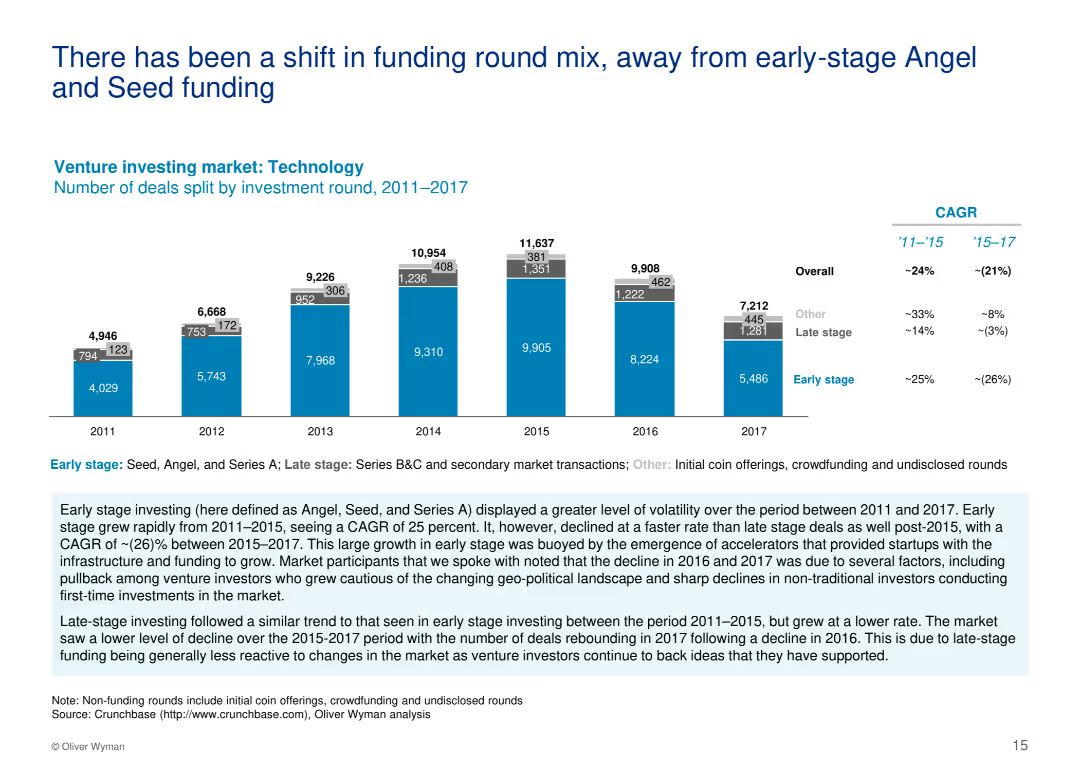 There has been a shift in funding round mix, away from early-stage Angel
and Seed funding
Venture investing market: Technology
Number of deals split by investment round, 2011–2017
CAGR
'11–'15 '15–17
Overall ~24% ~(21%)
Other ~33% ~8%
Late stage ~14% ~(3%)
Early stage ~25% ~(26%)
4,946
123
794
4,029
6,668
172
753
5,743
9,226
306
952
7,968
10,954
408
1,236
9,310
11,637
381
1,351
9,905
9,908
462
1,222
8,224
7,212
445
1,281
5,486
2011 2012 2013 2014 2015 2016 2017
Early stage: Seed, Angel, and Series A; Late stage: Series B&C and secondary market transactions; Other: Initial coin offerings, crowdfunding and undisclosed rounds
Early stage investing (here defined as Angel, Seed, and Series A) displayed a greater level of volatility over the period between 2011 and 2017. Early
stage grew rapidly from 2011–2015, seeing a CAGR of 25 percent. It, however, declined at a faster rate than late stage deals as well post-2015, with a
CAGR of ~(26)% between 2015–2017. This large growth in early stage was buoyed by the emergence of accelerators that provided startups with the
infrastructure and funding to grow. Market participants that we spoke with noted that the decline in 2016 and 2017 was due to several factors, including
pullback among venture investors who grew cautious of the changing geo-political landscape and sharp declines in non-traditional investors conducting
first-time investments in the market.
Late-stage investing followed a similar trend to that seen in early stage investing between the period 2011–2015, but grew at a lower rate. The market
saw a lower level of decline over the 2015-2017 period with the number of deals rebounding in 2017 following a decline in 2016. This is due to late-stage
funding being generally less reactive to changes in the market as venture investors continue to back ideas that they have supported.
Note: Non-funding rounds include initial coin offerings, crowdfunding and undisclosed rounds
Source: Crunchbase (http://www.crunchbase.com), Oliver Wyman analysis
© Oliver Wyman
15